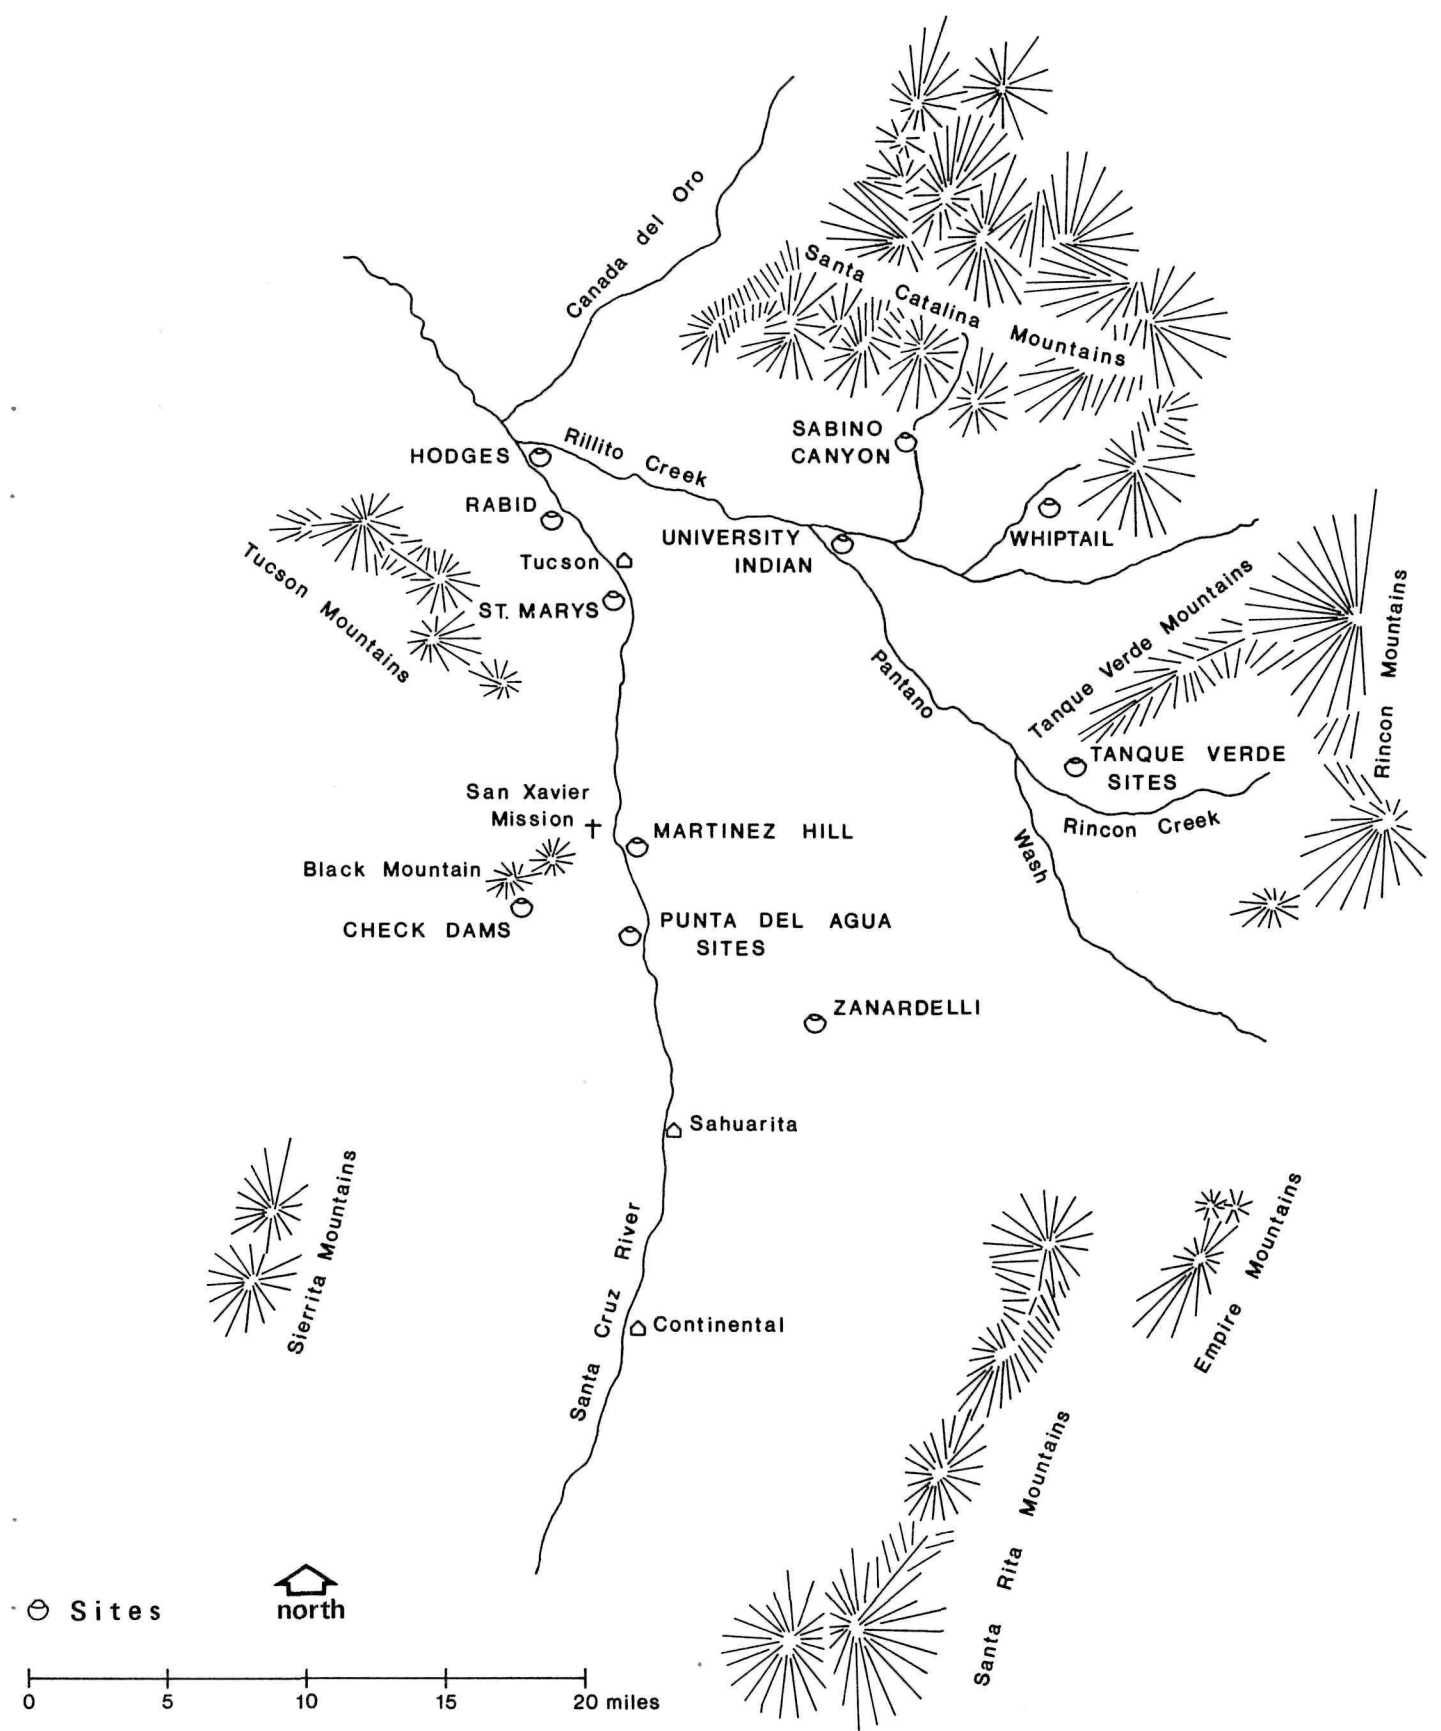 Canada del Oro
Santa Catalina Mountains
HODGES
Rillito Creek
SABINO
CANYON
RABID
UNIVERSITY
INDIAN
WHIPTAIL
Tucson
ST. MARYS
Tucson Mountains
Tanque Verde Mountains
Rincon Mountains
Pantano
Wash
TANQUE VERDE
SITES
Rincon Creek
San Xavier
Mission
MARTINEZ HILL
Black Mountain
CHECK DAMS
PUNTA DEL AGUA
SITES
ZANARDELLI
Sahuarita
Sierrita Mountains
Santa Cruz River
Continental
Empire Mountains
Santa Rita Mountains
Sites
north
0 5 10 15 20 miles